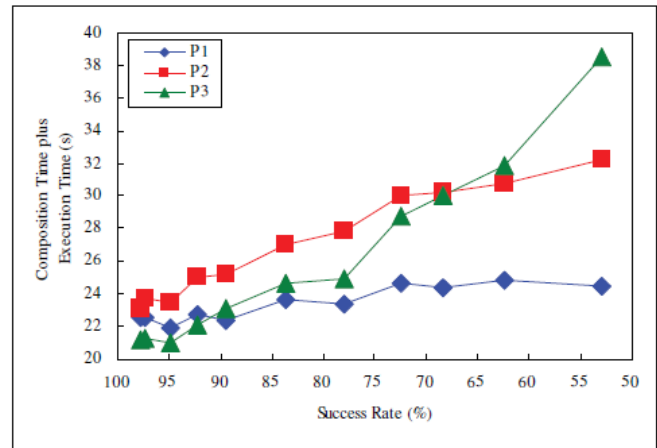 40
38
36
34
32
30
28
26
24
22
20
Composition Time plus
Execution Time (s)
P1
P2
P3
100 95 90 85 80 75 70 65 60 55 50
Success Rate (%)